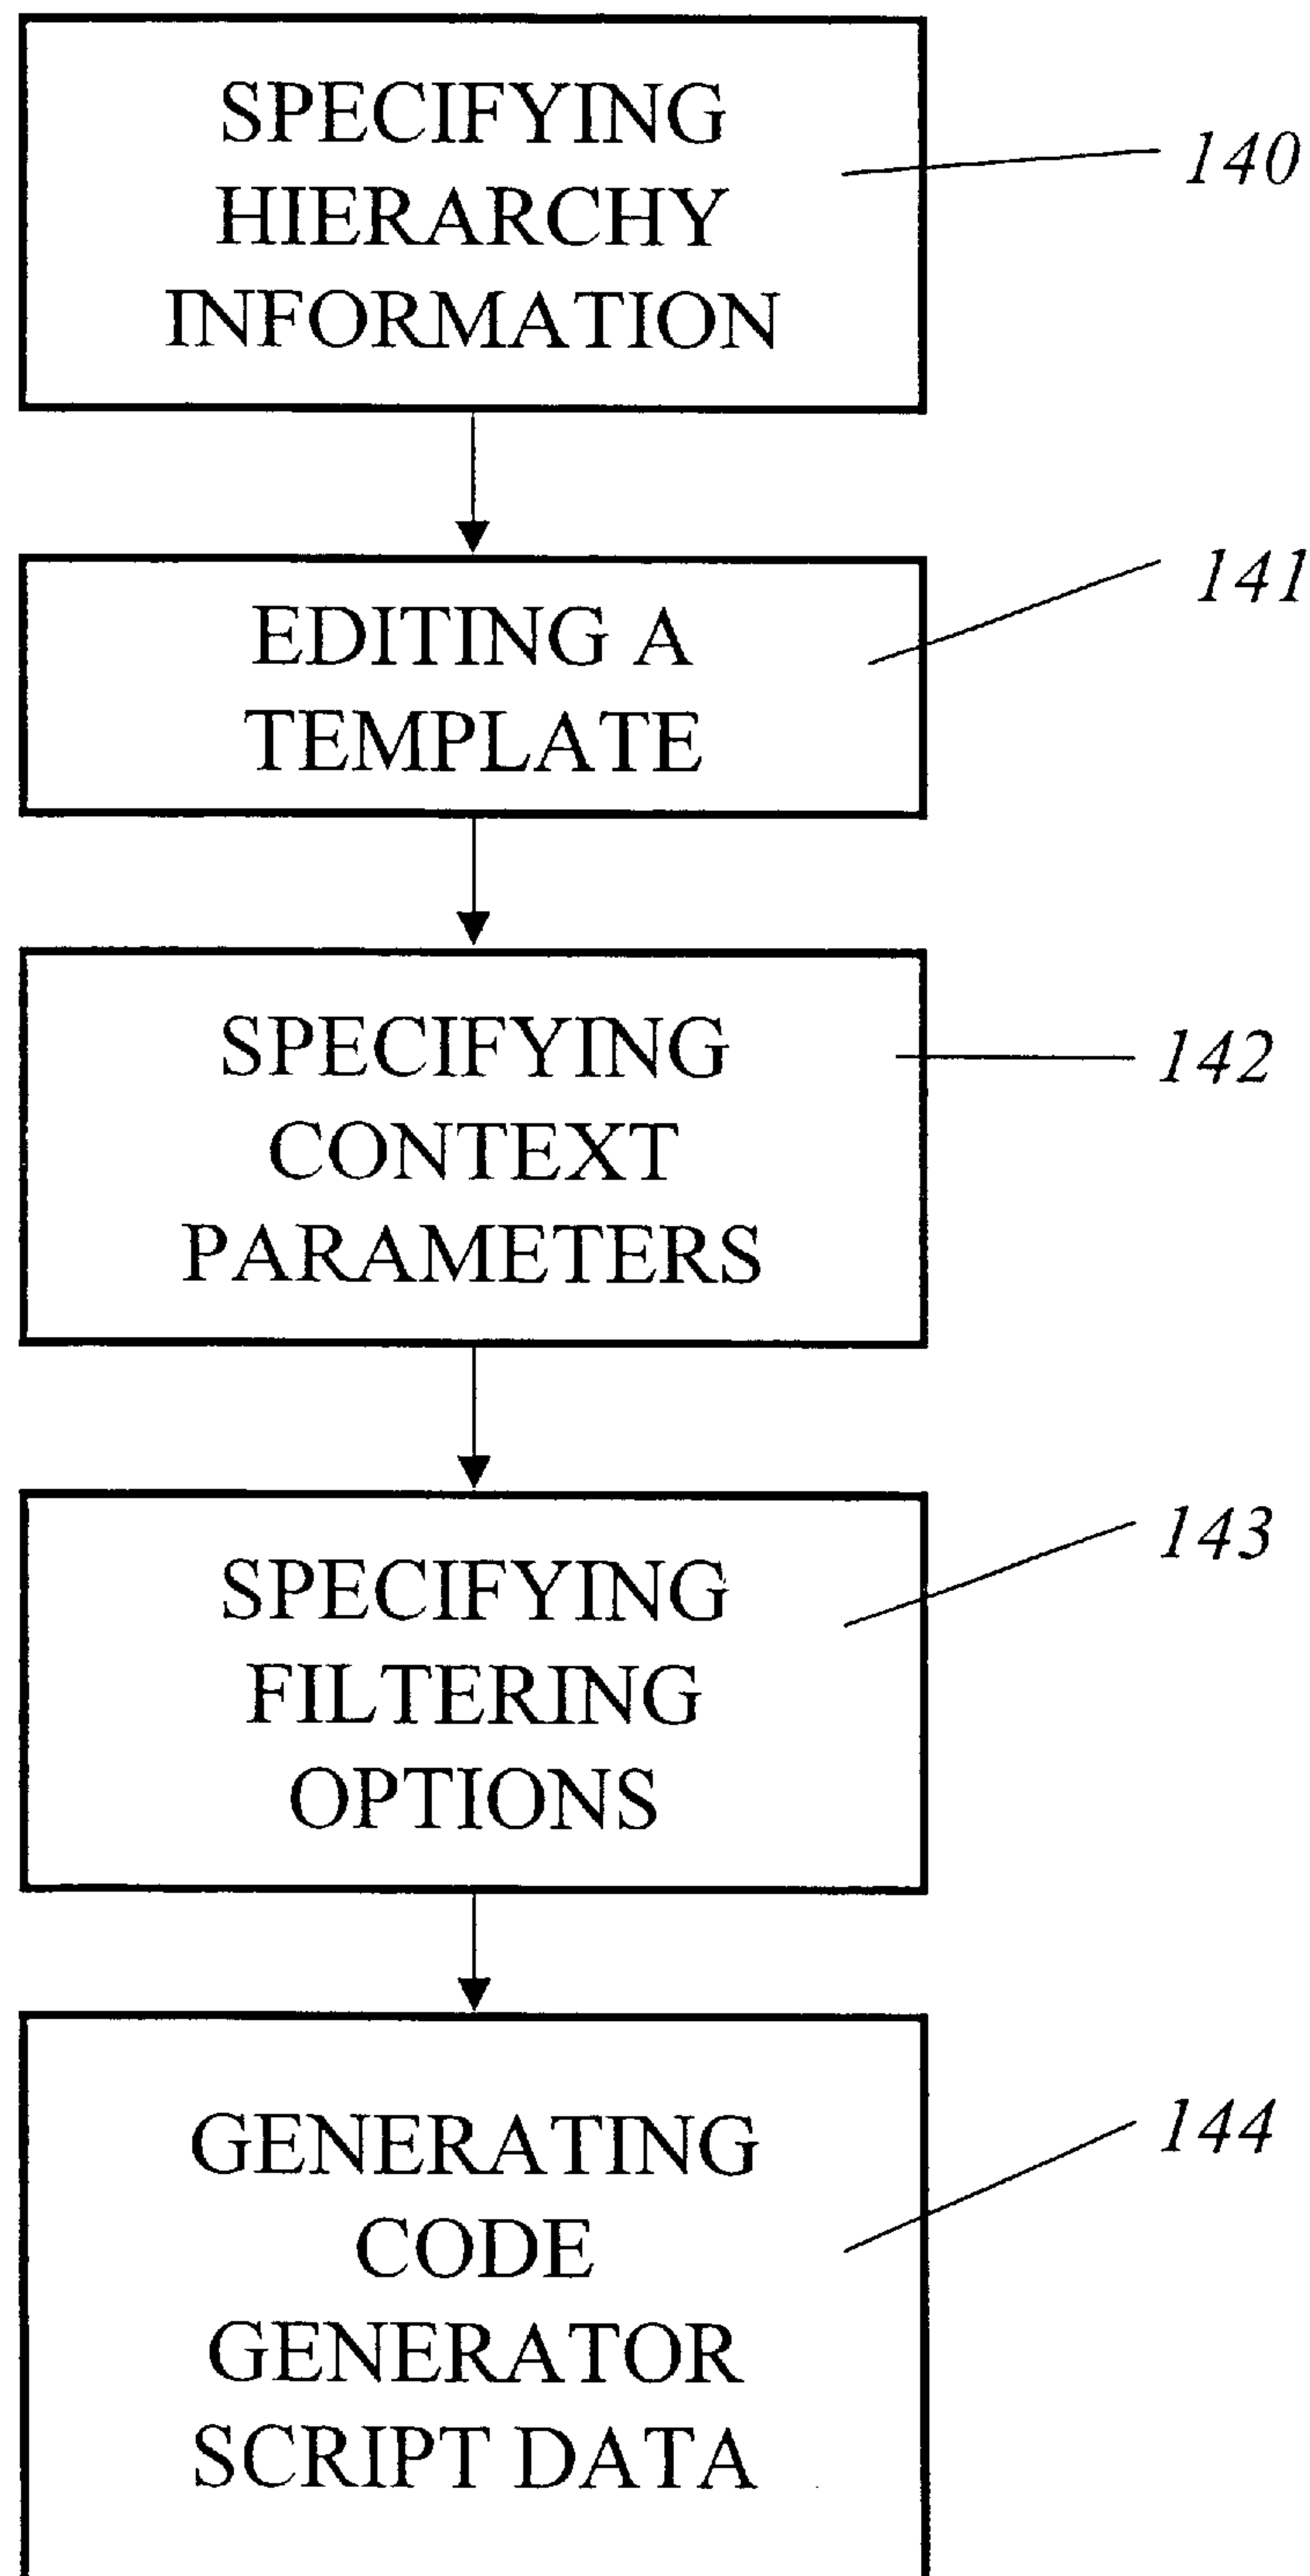 SPECIFYING
HIERARCHY
INFORMATION
140
EDITING A
TEMPLATE
141
SPECIFYING
CONTEXT
PARAMETERS
142
SPECIFYING
FILTERING
OPTIONS
143
GENERATING
CODE
GENERATOR
SCRIPT DATA
144